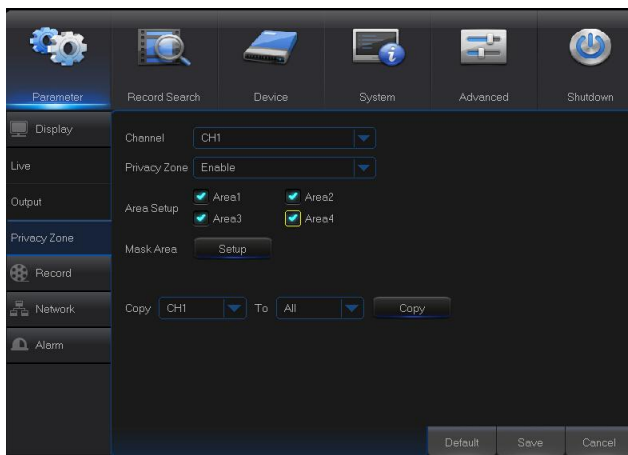 Parameter
Record Search
Device
System
Advanced
Shutdown
Display
Live
Output
Privacy Zone
Record
Network
Alarm
Channel CH1
Privacy Zone Enable
Area Setup
Area1 Area2
Area3 Area4
Mask Area Setup
Copy CH1 To All Copy
Default Save Cancel